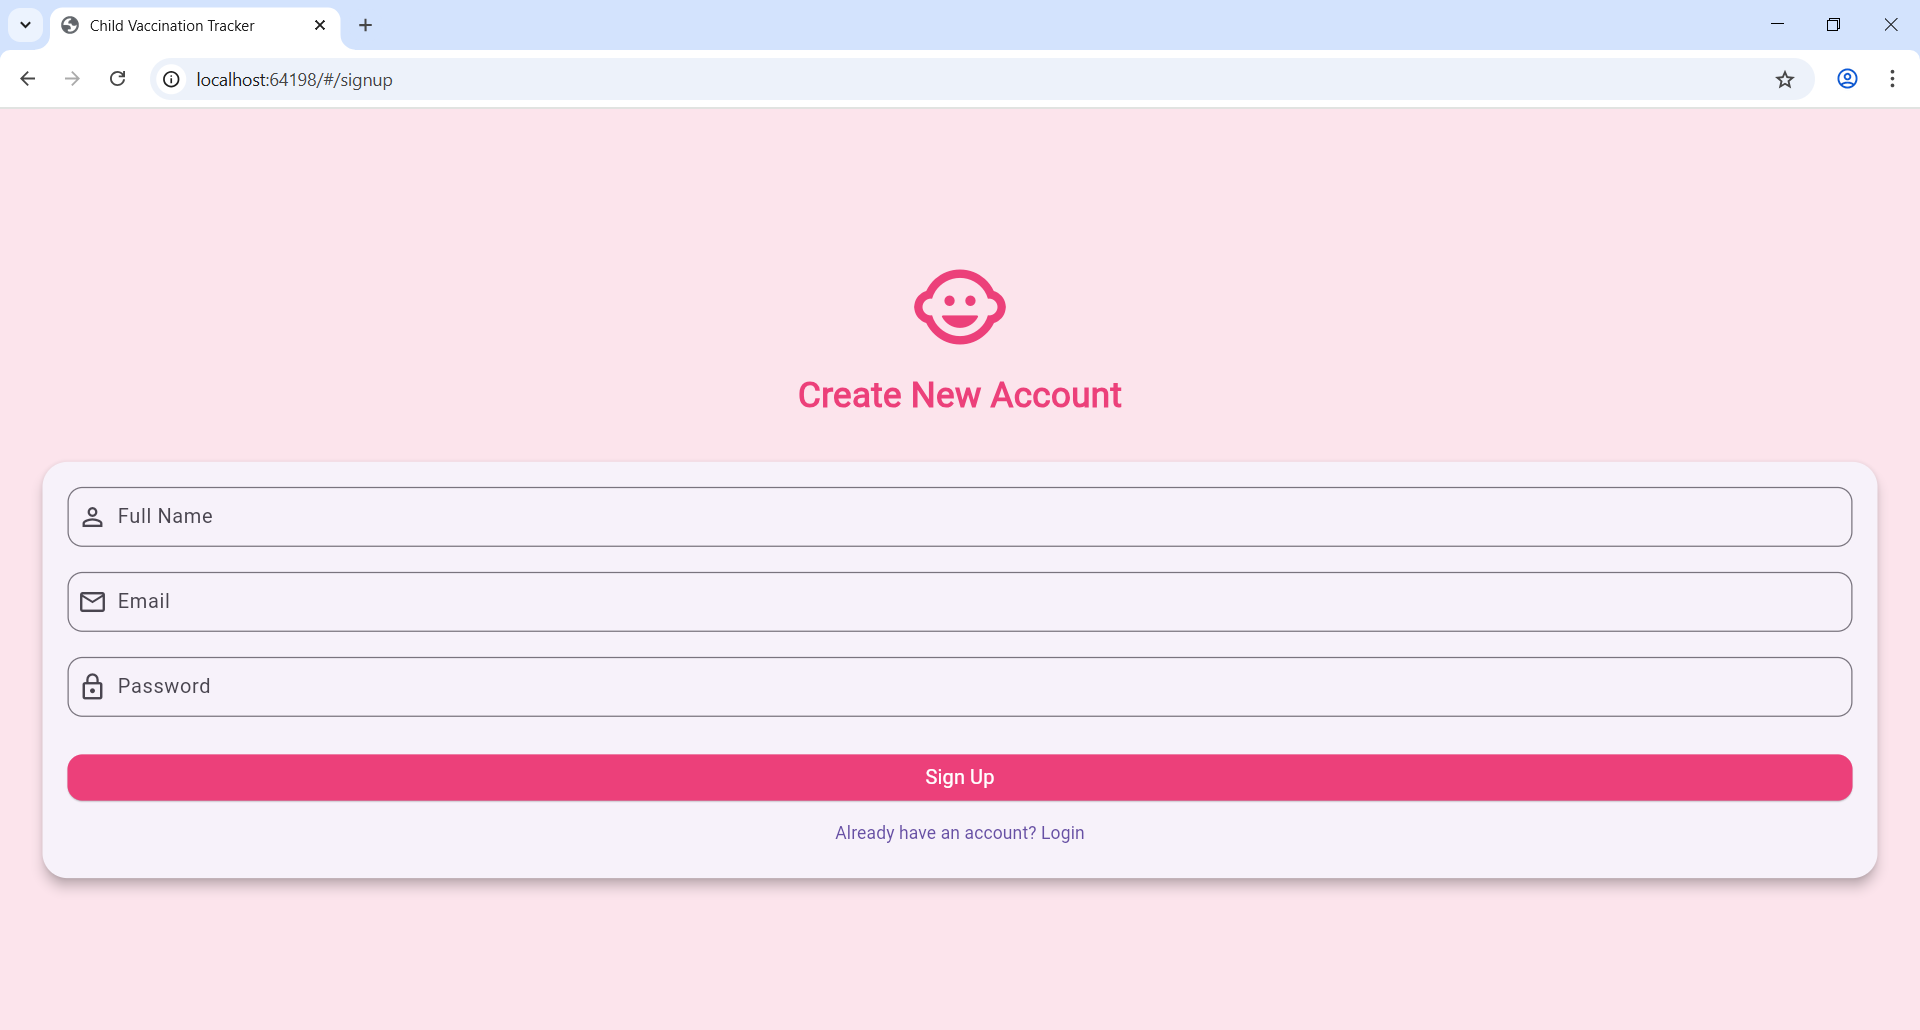 Child Vaccination Tracker
localhost:64198/#/signup
Create New Account
Full Name
Email
Password
Sign Up
Already have an account? Login